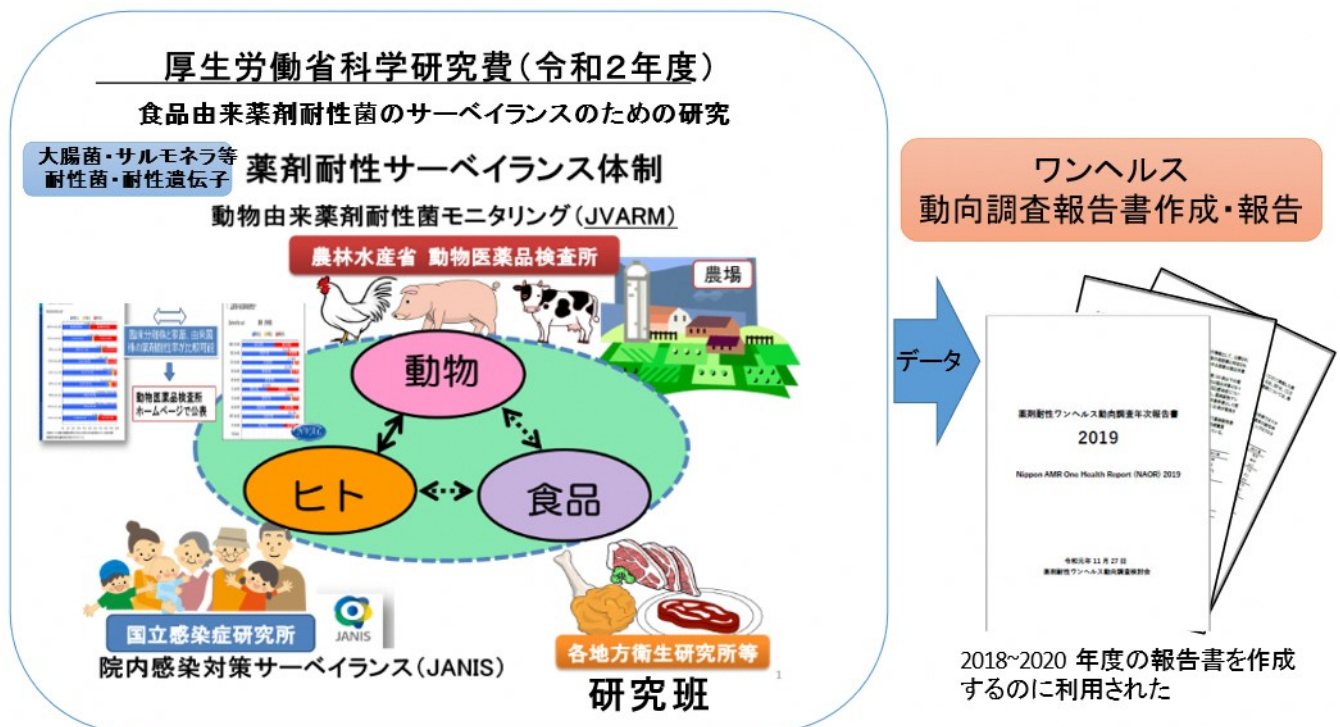 厚生労働省科学研究費(令和2年度)
食品由来薬剤耐性菌のサーベイランスのための研究
大腸菌・サルモネラ等
耐性菌・耐性遺伝子
薬剤耐性サーベイランス体制
動物由来薬剤耐性菌モニタリング(JVARM)
農林水産省 動物医薬品検査所
農場
動物医薬品検査所
ホームページで公表
動物
ヒト
食品
国立感染症研究所
JANIS
院内感染対策サーベイランス(JANIS)
各地方衛生研究所等
研究班
1
ワンヘルス
動向調査報告書作成・報告
データ
薬剤耐性ワンヘルス動向調査年次報告書
2019
Nippon AMR One Health Report (NAOR) 2019
令和元年 11 月 27 日
薬剤耐性ワンヘルス動向調査検討会
2018~2020 年度の報告書を作成
するのに利用された